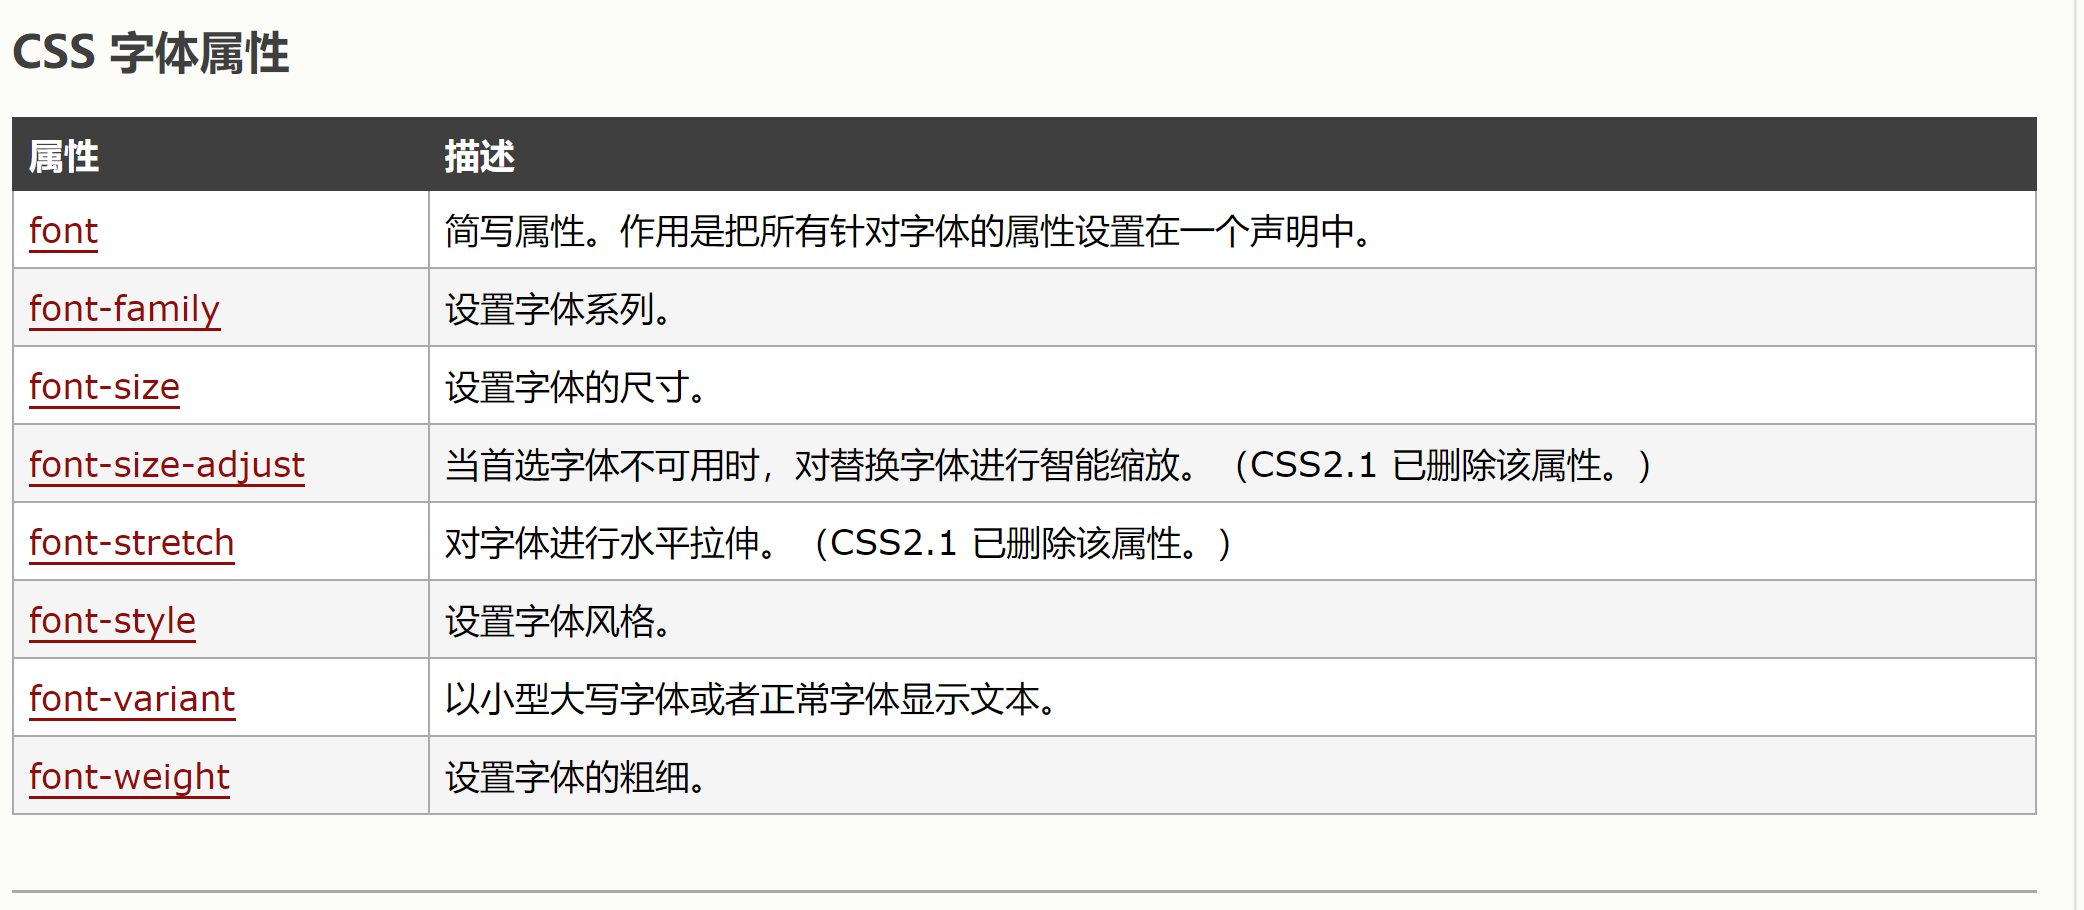 CSS 字体属性
属性 描述
font 简写属性。作用是把所有针对字体的属性设置在一个声明中。
font-family 设置字体系列。
font-size 设置字体的尺寸。
font-size-adjust 当首选字体不可用时，对替换字体进行智能缩放。（CSS2.1 已删除该属性。）
font-stretch 对字体进行水平拉伸。（CSS2.1 已删除该属性。）
font-style 设置字体风格。
font-variant 以小型大写字体或者正常字体显示文本。
font-weight 设置字体的粗细。